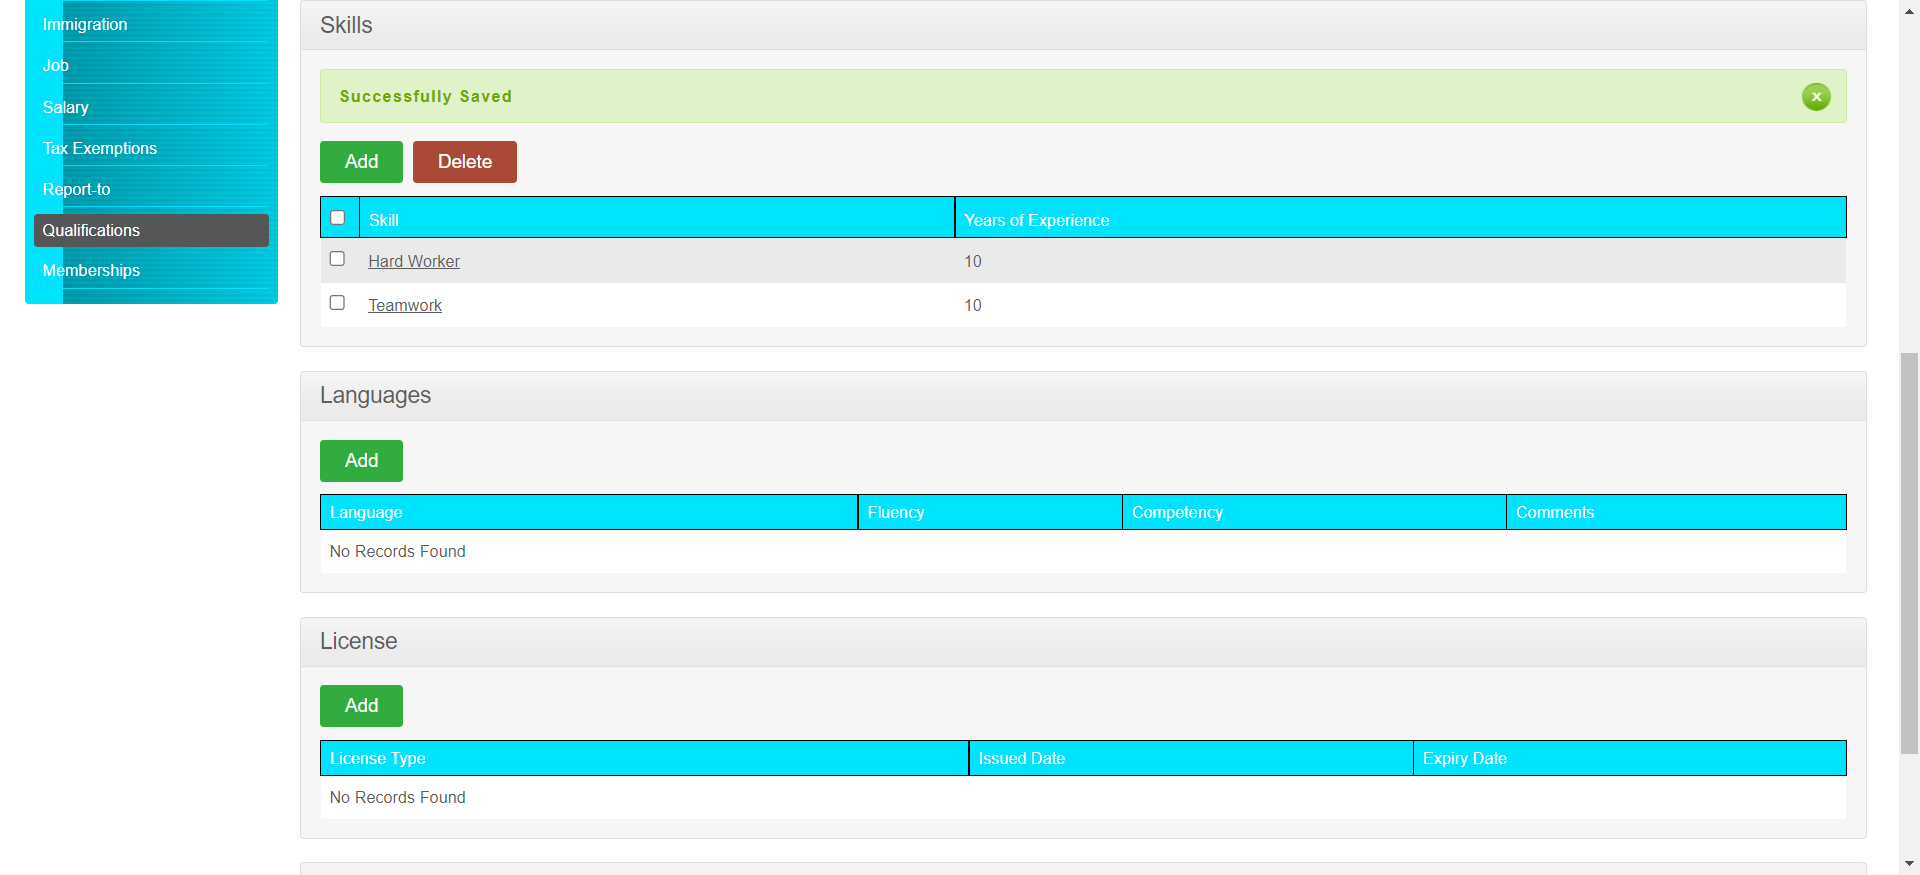 Immigration
Job
Salary
Tax Exemptions
Report-to
Qualifications
Memberships
Skills
Successfully Saved
Add Delete
Skill Years of Experience
Hard Worker 10
Teamwork 10
Languages
Add
Language Fluency Competency Comments
No Records Found
License
Add
License Type Issued Date Expiry Date
No Records Found